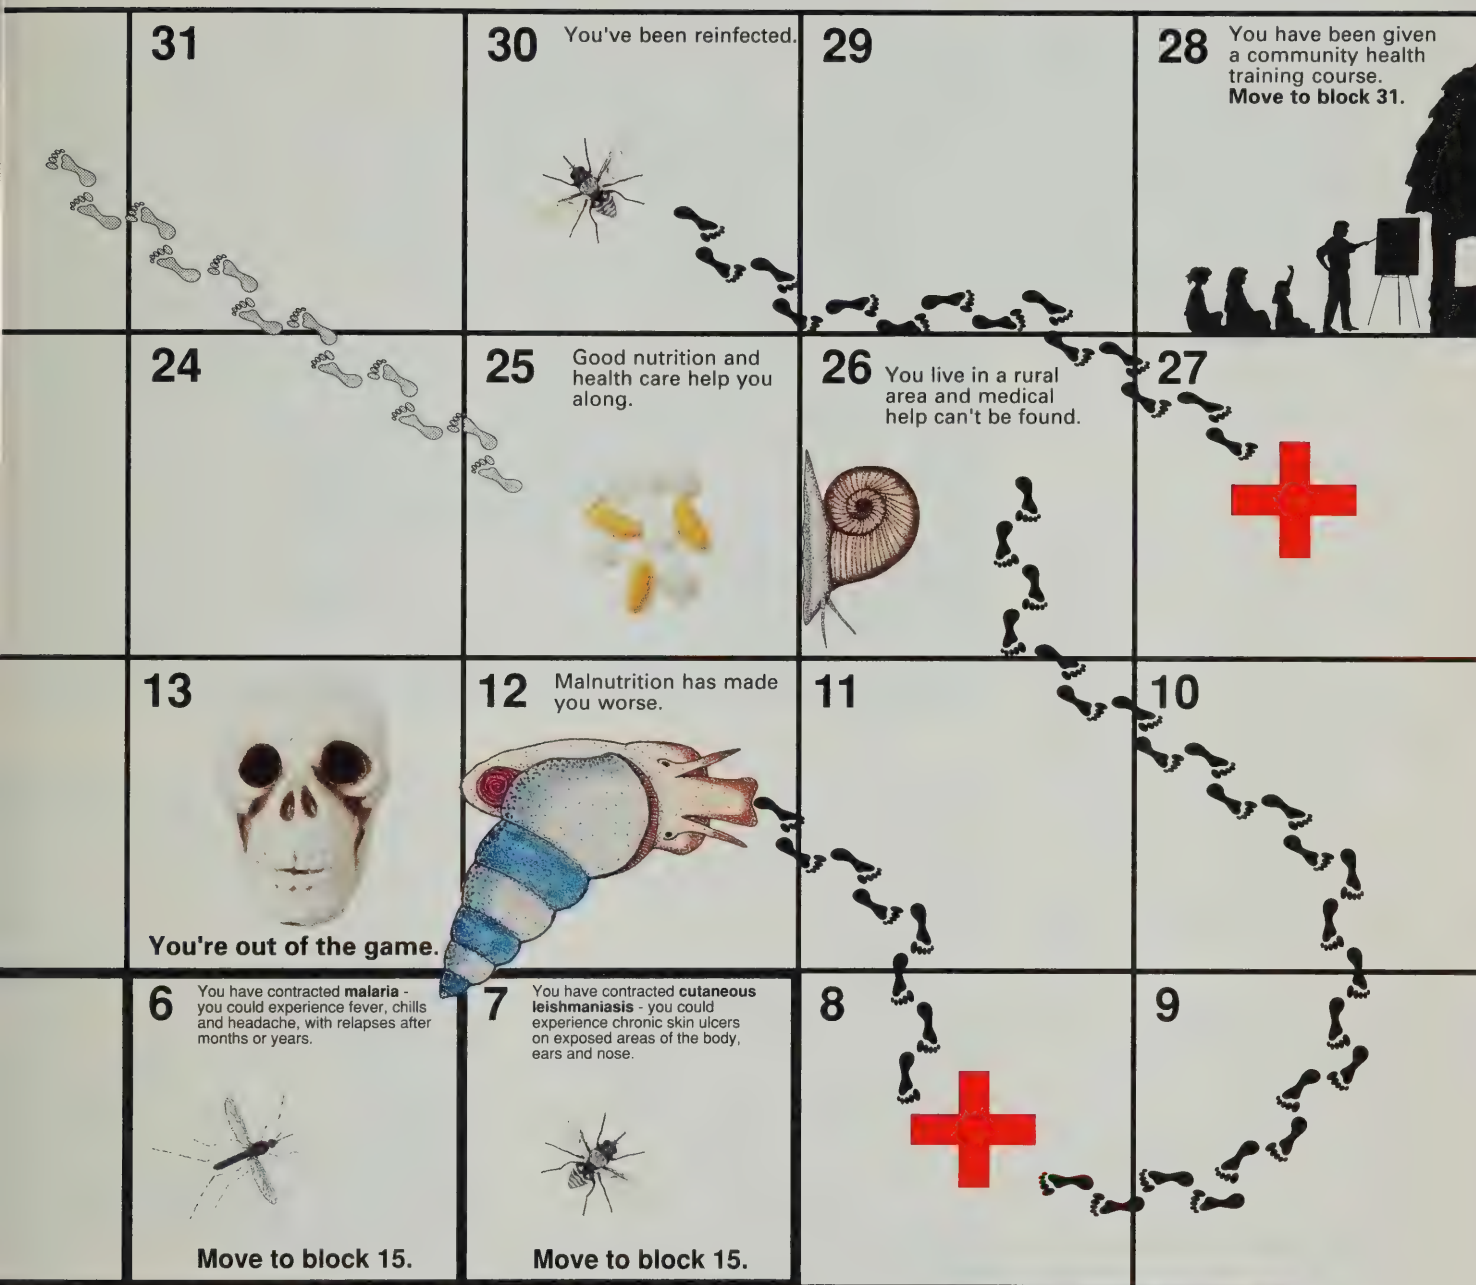 31
30
You've been reinfected.
29
28
You have been given
a community health
training course.
Move to block 31.
24
25
Good nutrition and
health care help you
along.
26
You live in a rural
area and medical
help can't be found.
27
13
You're out of the game.
12
Malnutrition has made
you worse.
11
10
6
You have contracted malaria -
you could experience fever, chills
and headache, with relapses after
months or years.
Move to block 15.
7
You have contracted cutaneous
leishmaniasis - you could
experience chronic skin ulcers
on exposed areas of the body,
ears and nose.
Move to block 15.
8
9